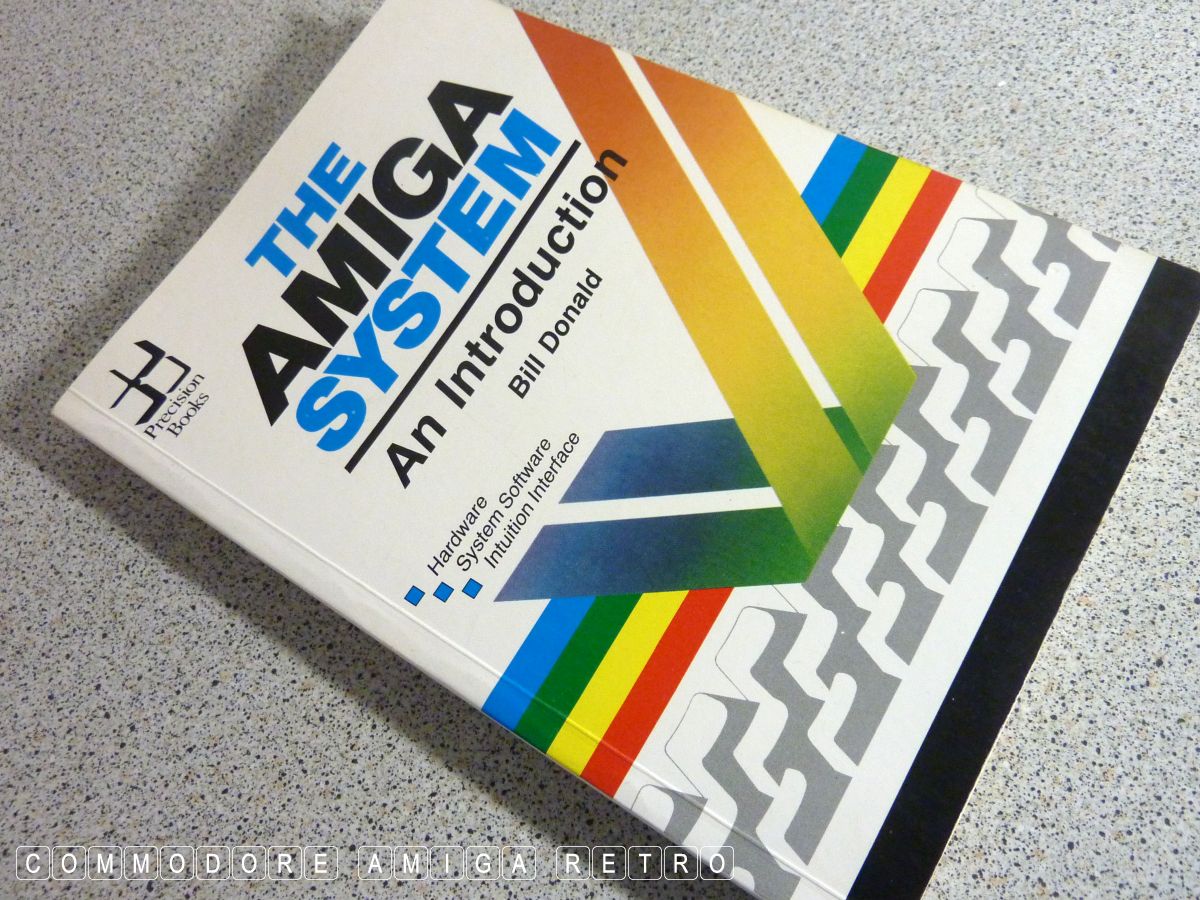 THE
AMIGA
SYSTEM
An Introduction
Bill Donald
Precision
Books
Hardware
System Software
Intuition Interface
COMMODORE AMIGA RETRO